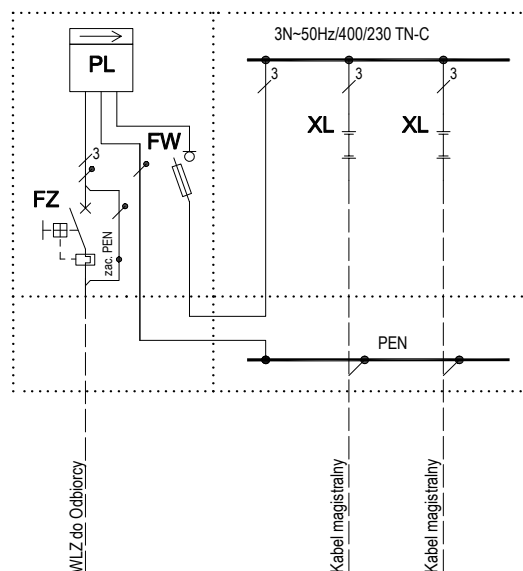 3N~50Hz/400/230 TN-C
PL
3
3
3
FW
XL
XL
3
FZ
zac. PEN
PEN
WLZ do Odbiorcy
Kabel magistralny
Kabel magistralny